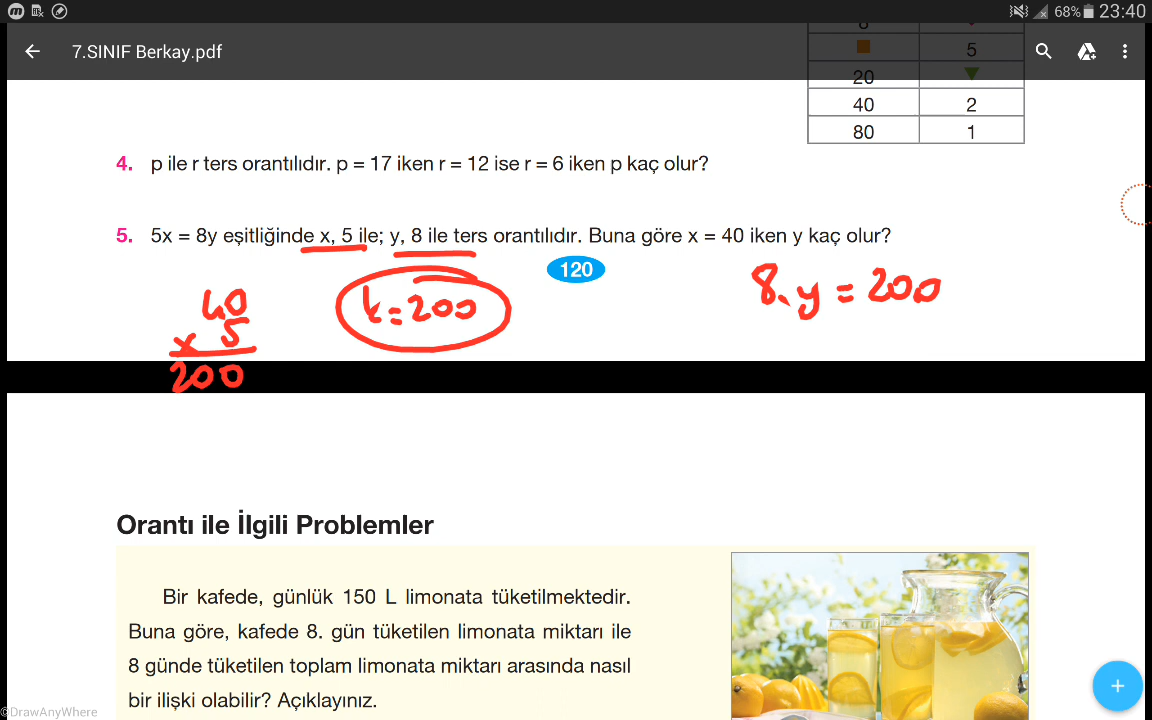 68% 23:40
7.SINIF Berkay.pdf
8
5
20
40 2
80 1
4. p ile r ters orantılıdır. p = 17 iken r = 12 ise r = 6 iken p kaç olur?
5. 5x = 8y eşitliğinde x, 5 ile; y, 8 ile ters orantılıdır. Buna göre x = 40 iken y kaç olur?
120
40
x 5
200
k = 200
8.y = 200
Orantı ile İlgili Problemler
Bir kafede, günlük 150 L limonata tüketilmektedir.
Buna göre, kafede 8. gün tüketilen limonata miktarı ile
8 günde tüketilen toplam limonata miktarı arasında nasıl
bir ilişki olabilir? Açıklayınız.
©DrawAnyWhere